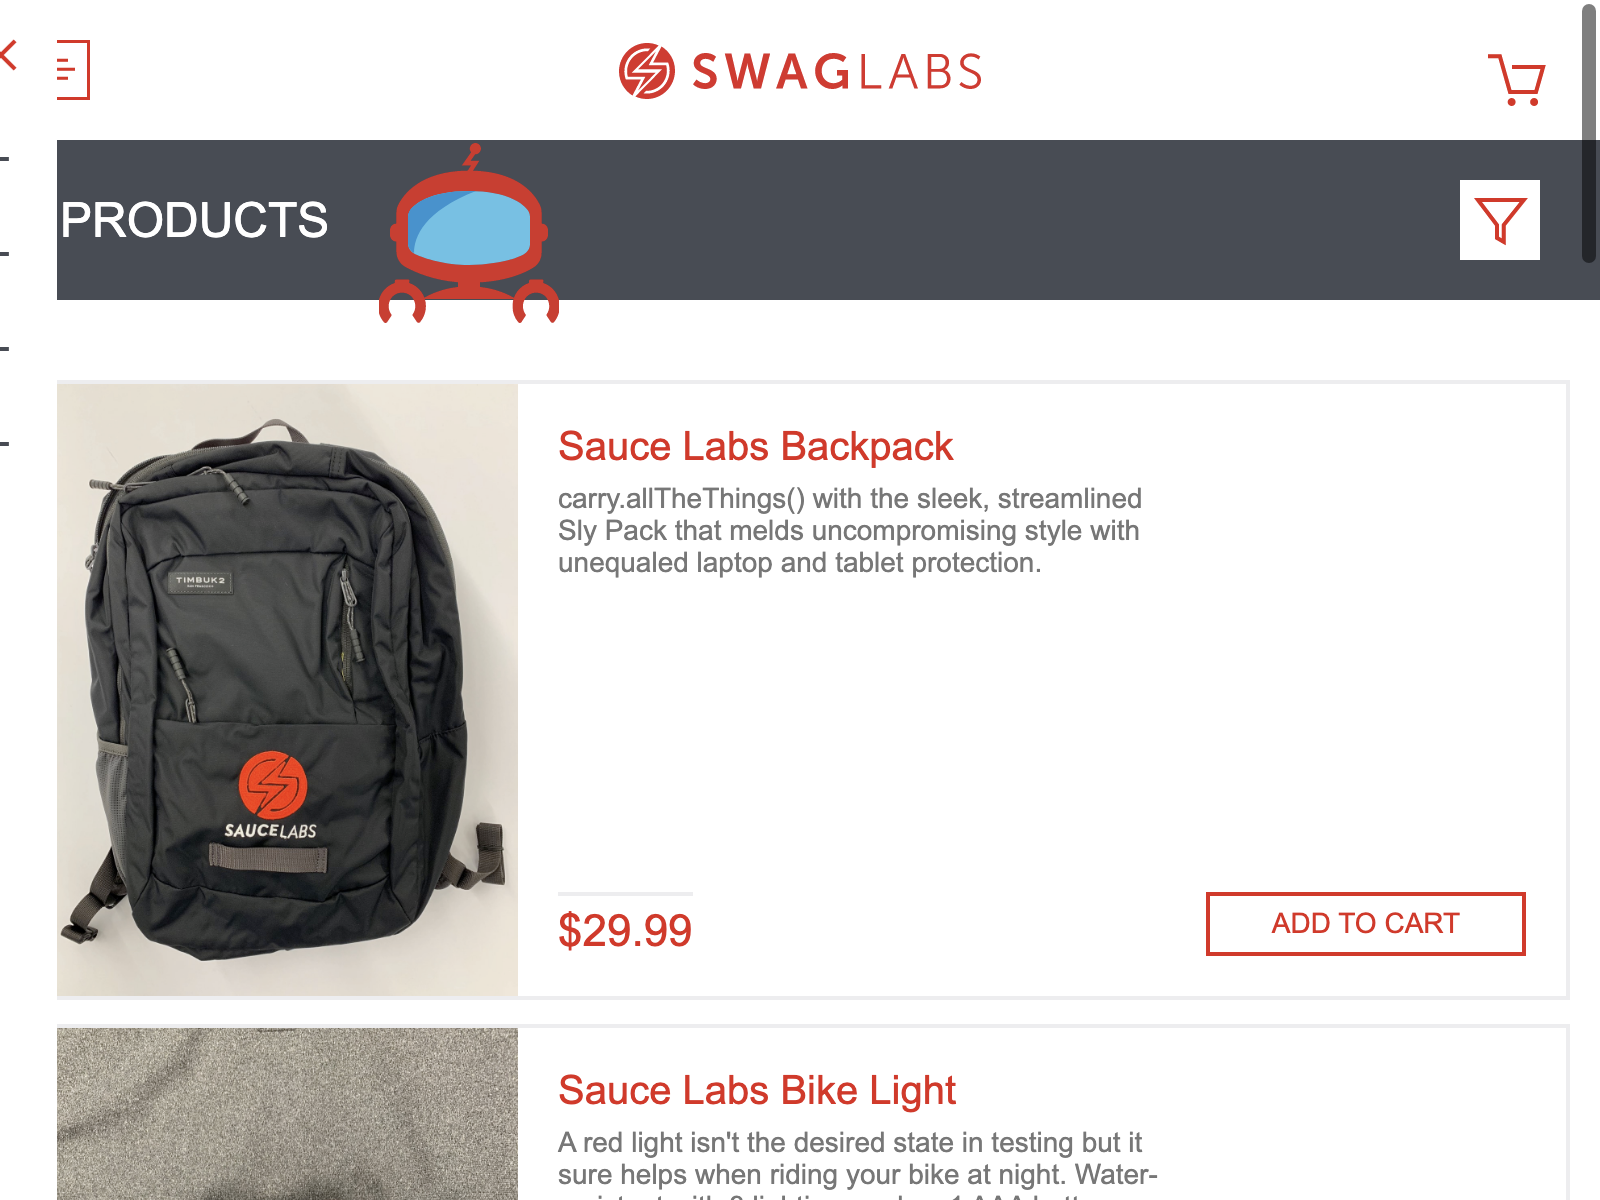 SWAGLABS
PRODUCTS
TIMBUK2
SAUCELABS
Sauce Labs Backpack
carry.allTheThings() with the sleek, streamlined
Sly Pack that melds uncompromising style with
unequaled laptop and tablet protection.
$29.99
ADD TO CART
Sauce Labs Bike Light
A red light isn't the desired state in testing but it
sure helps when riding your bike at night. Water-